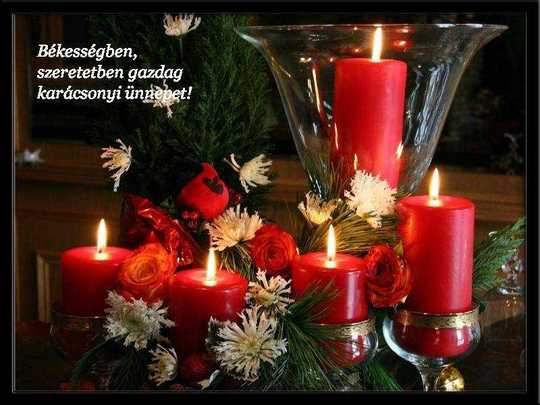 Békességben,
szeretetben gazdag
karácsonyi ünnepet!